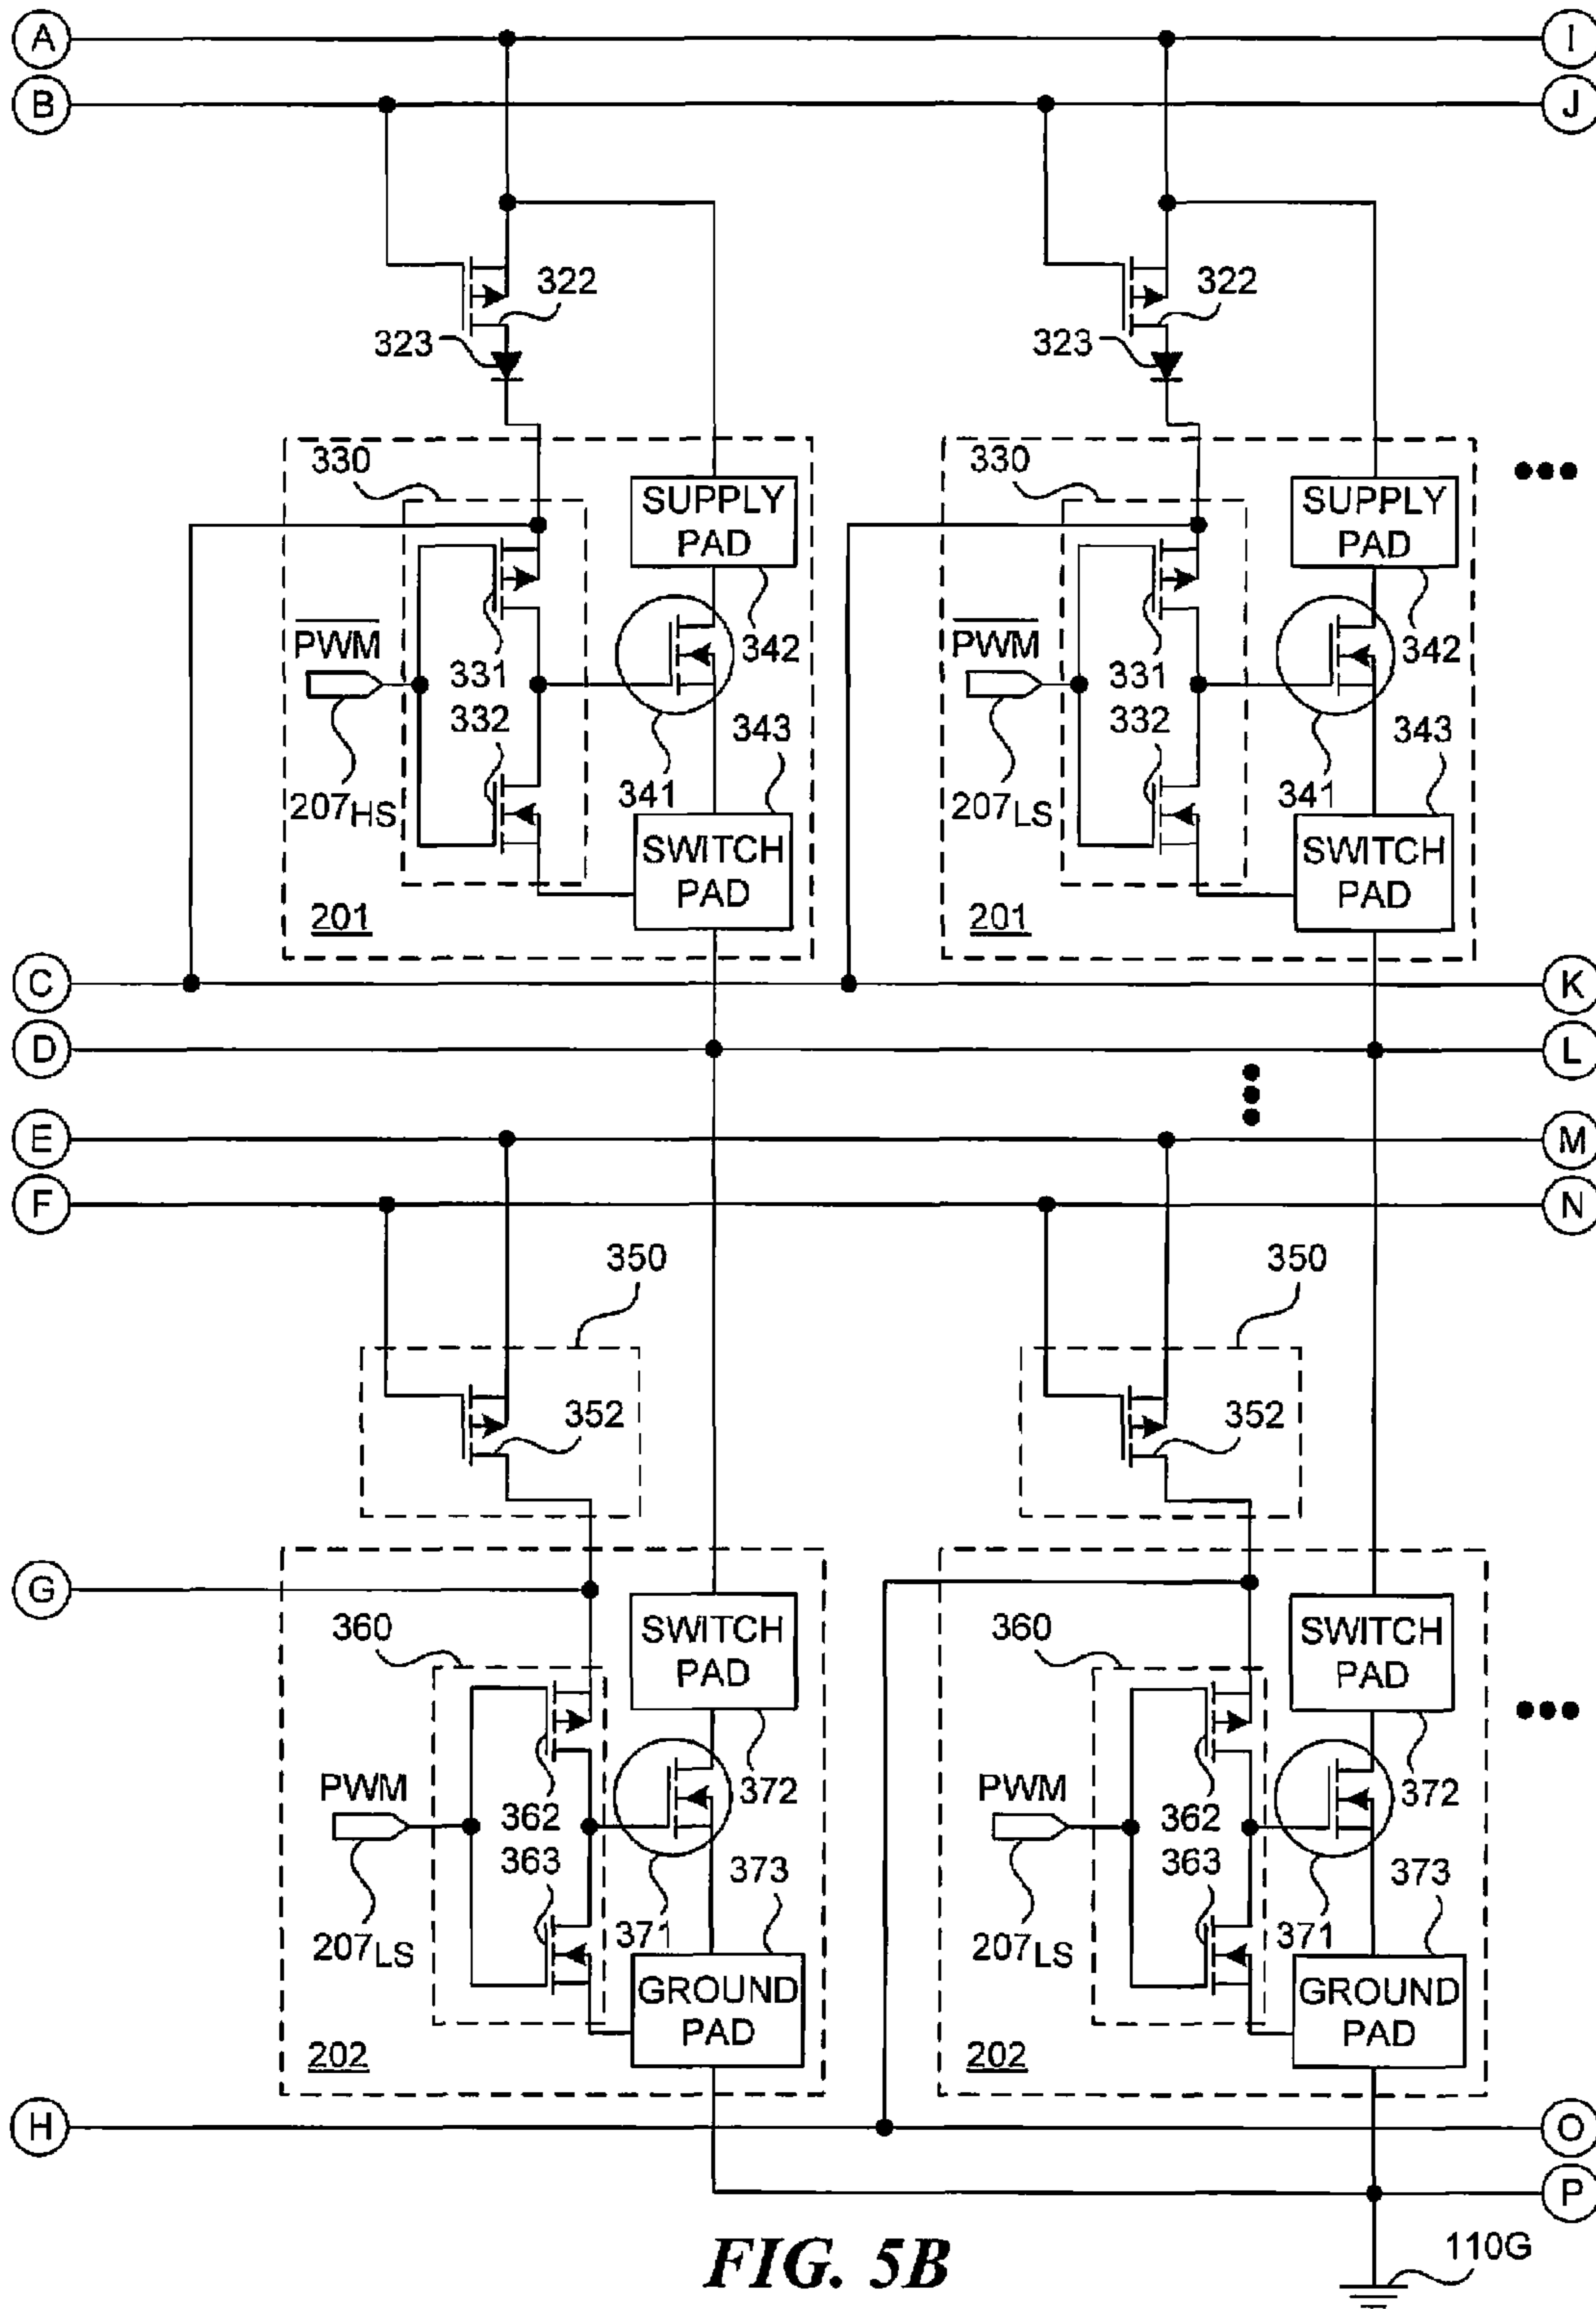 A I
B J
322 322
323 323
330 330
SUPPLY PAD SUPPLY PAD
PWM 331 342 PWM 331 342
332 343 332 343
207HS 341 207LS 341
SWITCH PAD SWITCH PAD
201 201
C K
D L
E M
F N
350 350
352 352
G
360 SWITCH PAD 360 SWITCH PAD
PWM 362 372 PWM 362 372
363 373 363 373
207LS 371 207LS 371
GROUND PAD GROUND PAD
202 202
H O
P
FIG. 5B 110G